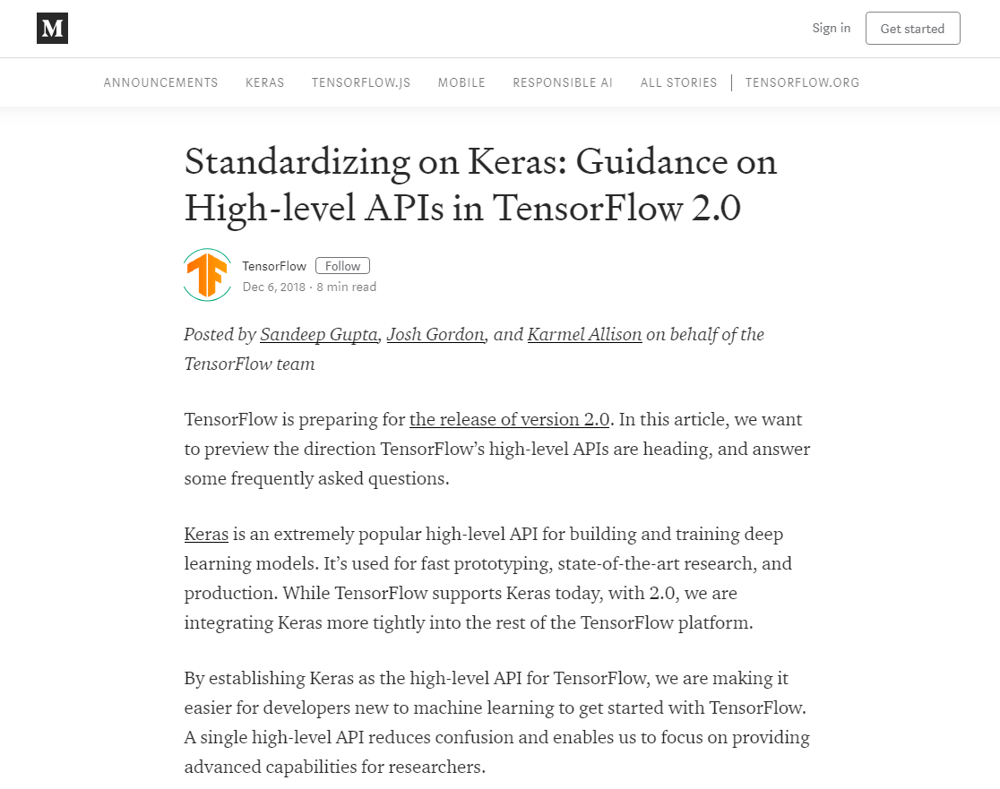 M
Sign in
Get started
ANNOUNCEMENTS KERAS TENSORFLOW.JS MOBILE RESPONSIBLE AI ALL STORIES TENSORFLOW.ORG
Standardizing on Keras: Guidance on
High-level APIs in TensorFlow 2.0
TensorFlow Follow
Dec 6, 2018 · 8 min read
Posted by Sandeep Gupta, Josh Gordon, and Karmel Allison on behalf of the
TensorFlow team
TensorFlow is preparing for the release of version 2.0. In this article, we want
to preview the direction TensorFlow’s high-level APIs are heading, and answer
some frequently asked questions.
Keras is an extremely popular high-level API for building and training deep
learning models. It’s used for fast prototyping, state-of-the-art research, and
production. While TensorFlow supports Keras today, with 2.0, we are
integrating Keras more tightly into the rest of the TensorFlow platform.
By establishing Keras as the high-level API for TensorFlow, we are making it
easier for developers new to machine learning to get started with TensorFlow.
A single high-level API reduces confusion and enables us to focus on providing
advanced capabilities for researchers.